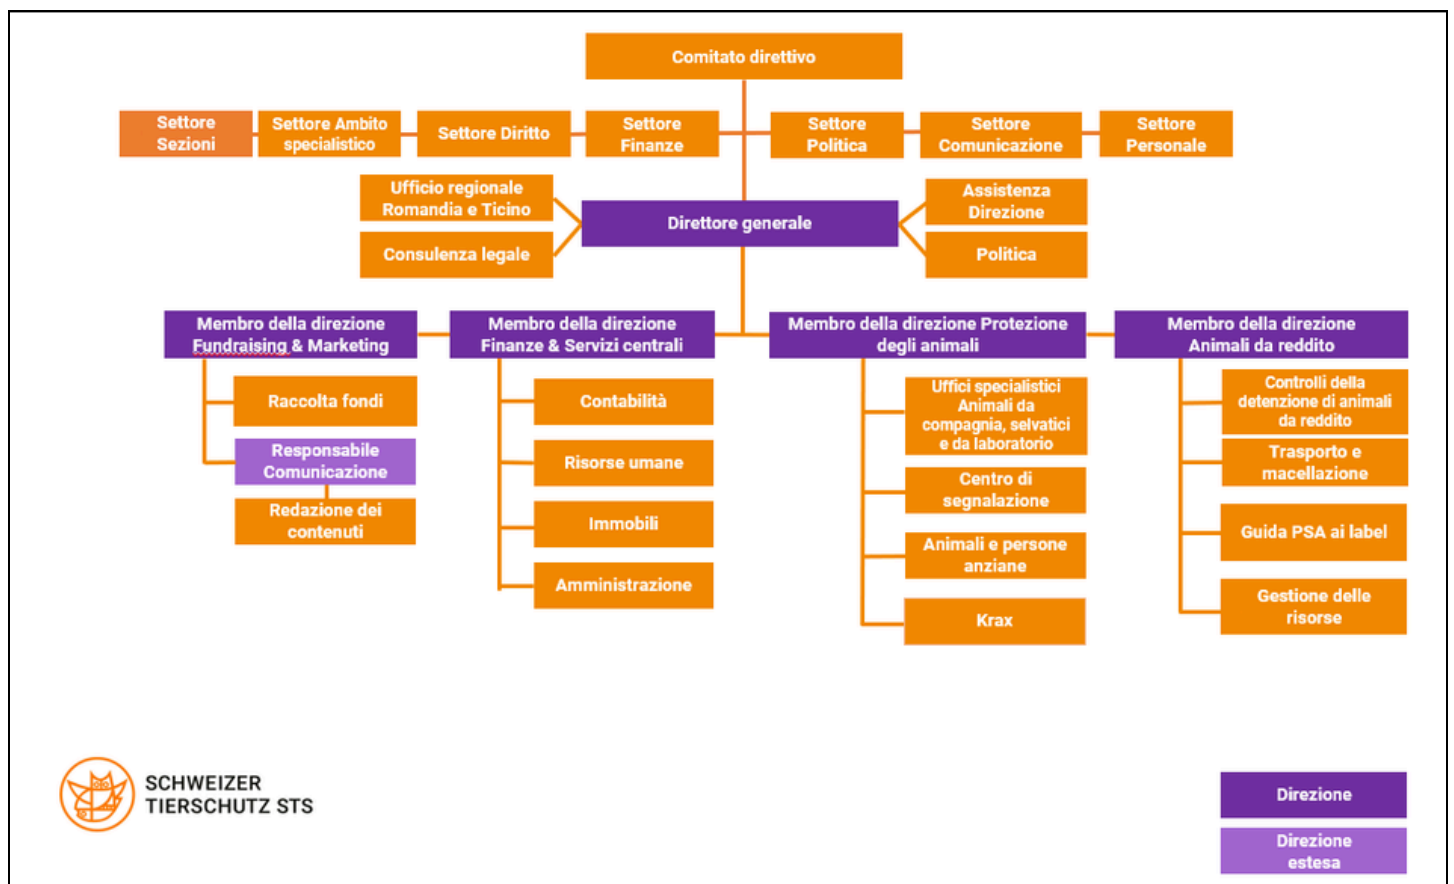 Comitato direttivo
Settore
Sezioni
Settore Ambito
specialistico
Settore Diritto
Settore
Finanze
Settore
Politica
Settore
Comunicazione
Settore
Personale
Ufficio regionale
Romandia e Ticino
Consulenza legale
Direttore generale
Assistenza
Direzione
Politica
Membro della direzione
Fundraising & Marketing
Membro della direzione
Finanze & Servizi centrali
Membro della direzione Protezione
degli animali
Membro della direzione
Animali da reddito
Raccolta fondi
Responsabile
Comunicazione
Redazione dei
contenuti
Contabilità
Risorse umane
Immobili
Amministrazione
Uffici specialistici
Animali da
compagnia, selvatici
e da laboratorio
Centro di
segnalazione
Animali e persone
anziane
Krax
Controlli della
detenzione di animali
da reddito
Trasporto e
macellazione
Guida PSA ai label
Gestione delle
risorse
SCHWEIZER
TIERSCHUTZ STS
Direzione
Direzione
estesa